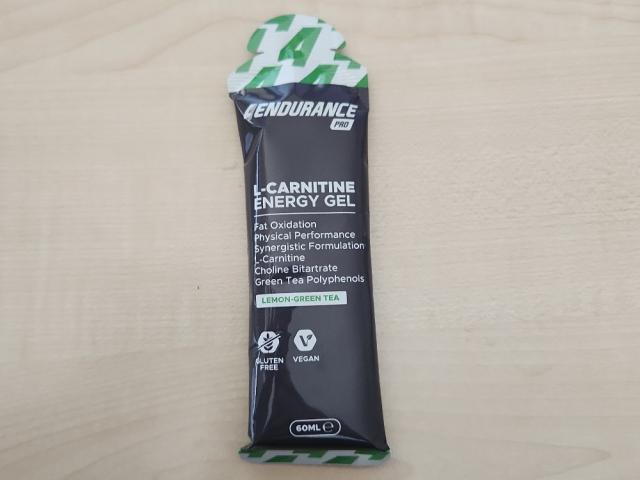 4ENDURANCE
PRO
L-CARNITINE
ENERGY GEL
Fat Oxidation
Physical Performance
Synergistic Formulation
L-Carnitine
Choline Bitartrate
Green Tea Polyphenols
LEMON-GREEN TEA
GLUTEN
FREE
VEGAN
60ML ℮